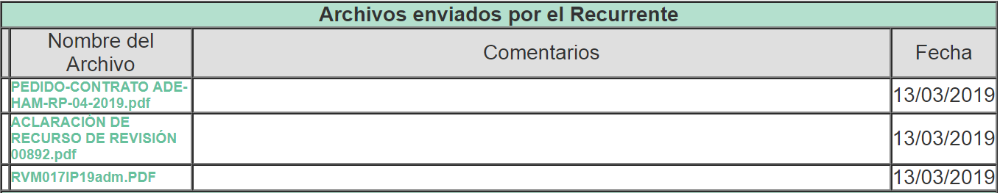 Archivos enviados por el Recurrente
Nombre del
Archivo
Comentarios
Fecha
PEDIDO-CONTRATO ADE-
HAM-RP-04-2019.pdf
13/03/2019
ACLARACIÓN DE
RECURSO DE REVISIÓN
00892.pdf
13/03/2019
RVM017IP19adm.PDF
13/03/2019